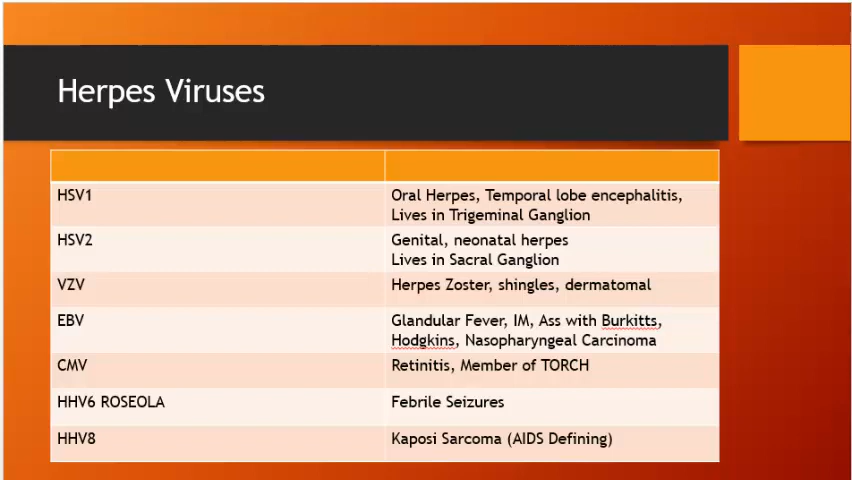 Herpes Viruses
HSV1
Oral Herpes, Temporal lobe encephalitis,
Lives in Trigeminal Ganglion
HSV2
Genital, neonatal herpes
Lives in Sacral Ganglion
VZV
Herpes Zoster, shingles, dermatomal
EBV
Glandular Fever, IM, Ass with Burkitts,
Hodgkins, Nasopharyngeal Carcinoma
CMV
Retinitis, Member of TORCH
HHV6 ROSEOLA
Febrile Seizures
HHV8
Kaposi Sarcoma (AIDS Defining)